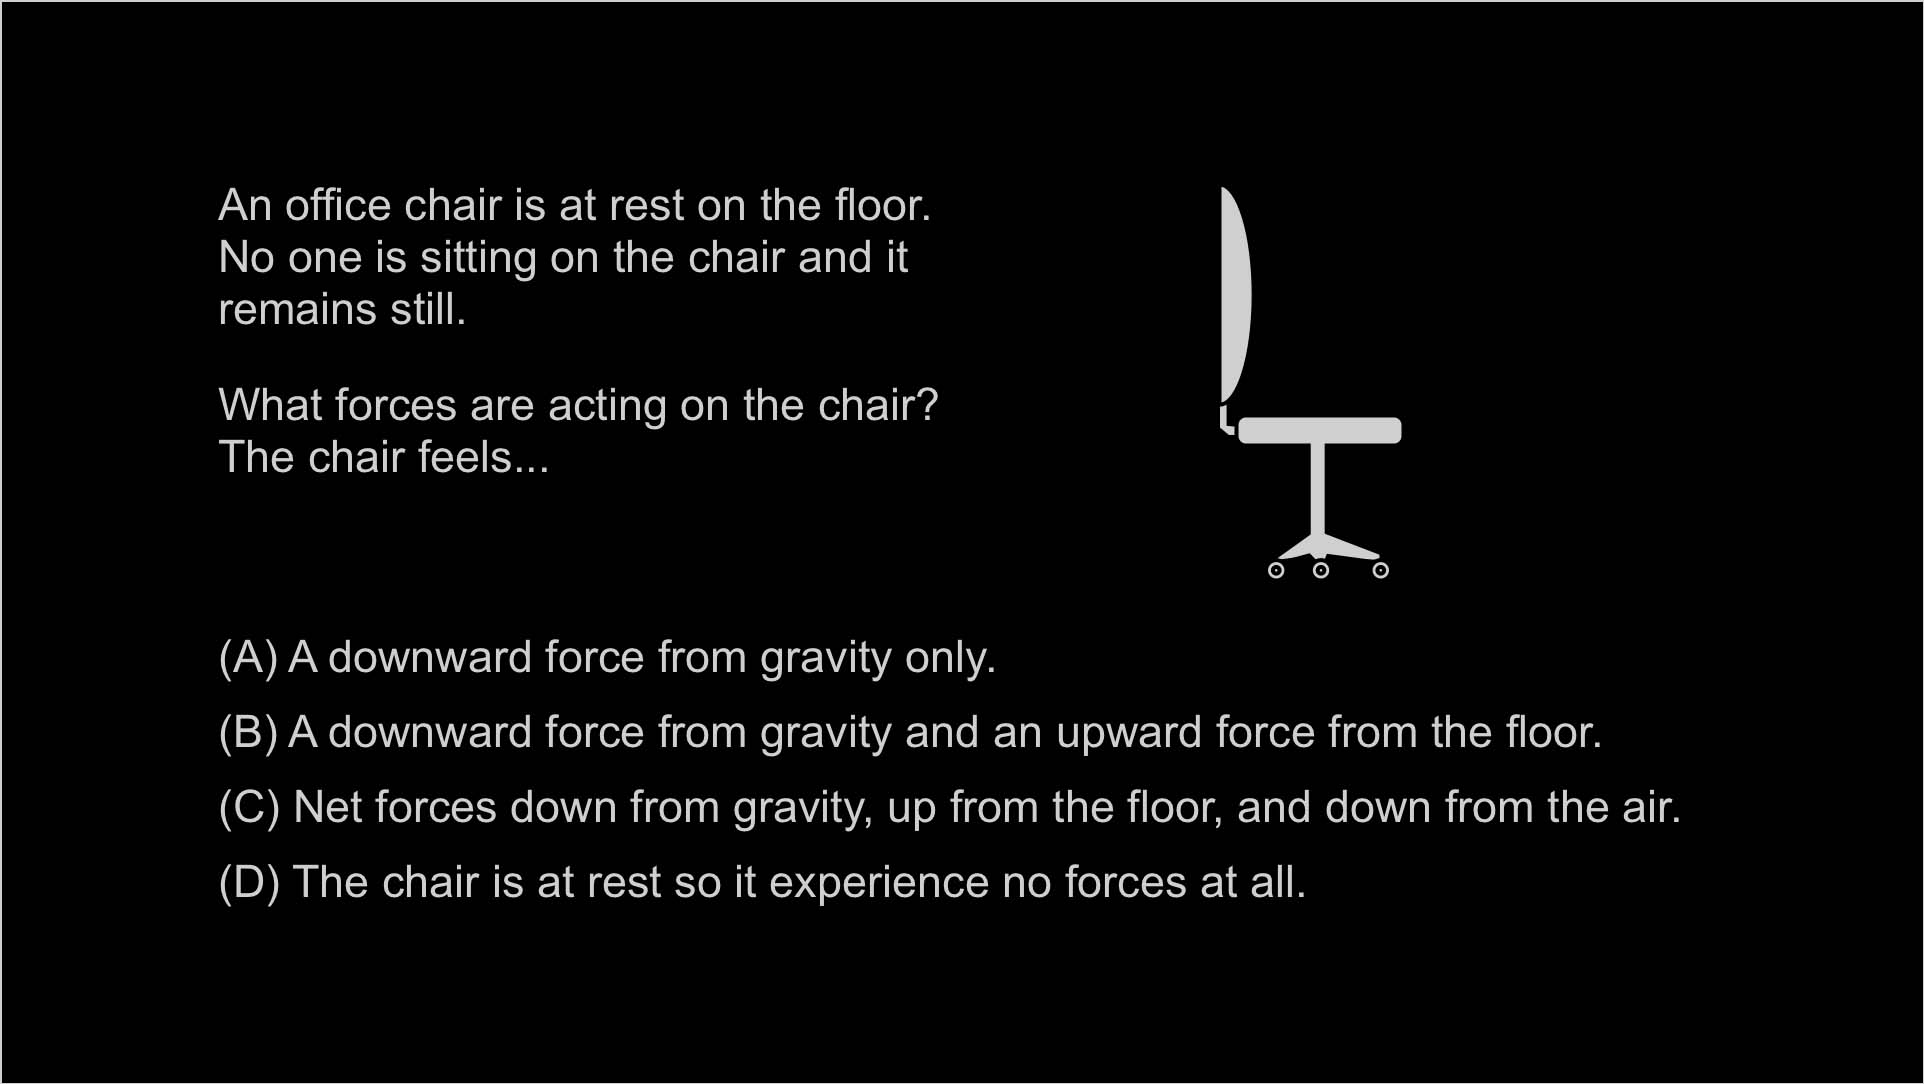 An office chair is at rest on the floor.
No one is sitting on the chair and it
remains still.
What forces are acting on the chair?
The chair feels...
(A) A downward force from gravity only.
(B) A downward force from gravity and an upward force from the floor.
(C) Net forces down from gravity, up from the floor, and down from the air.
(D) The chair is at rest so it experience no forces at all.